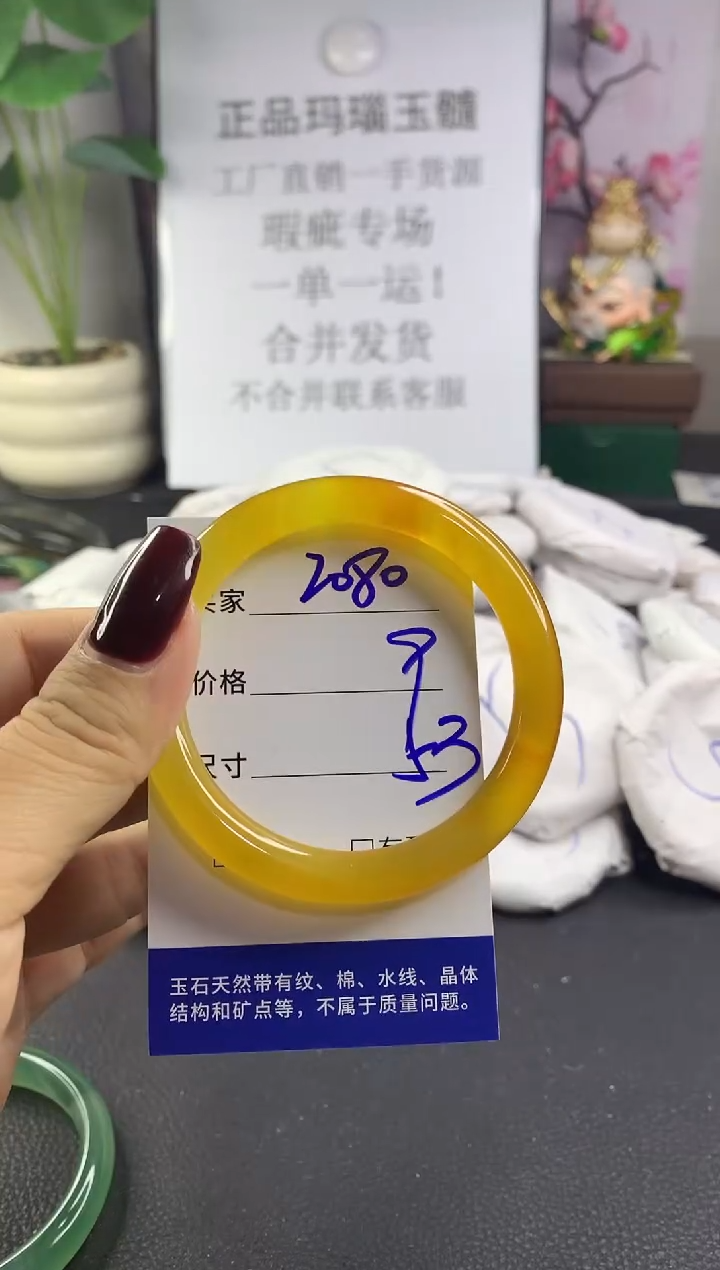 正品玛瑙玉髓
工厂直销一手货源
瑕疵专场
一单一运！
合并发货
不合并联系客服
家 2080
价格
尺寸 53
玉石天然带有纹、棉、水线、晶体
结构和矿点等，不属于质量问题。